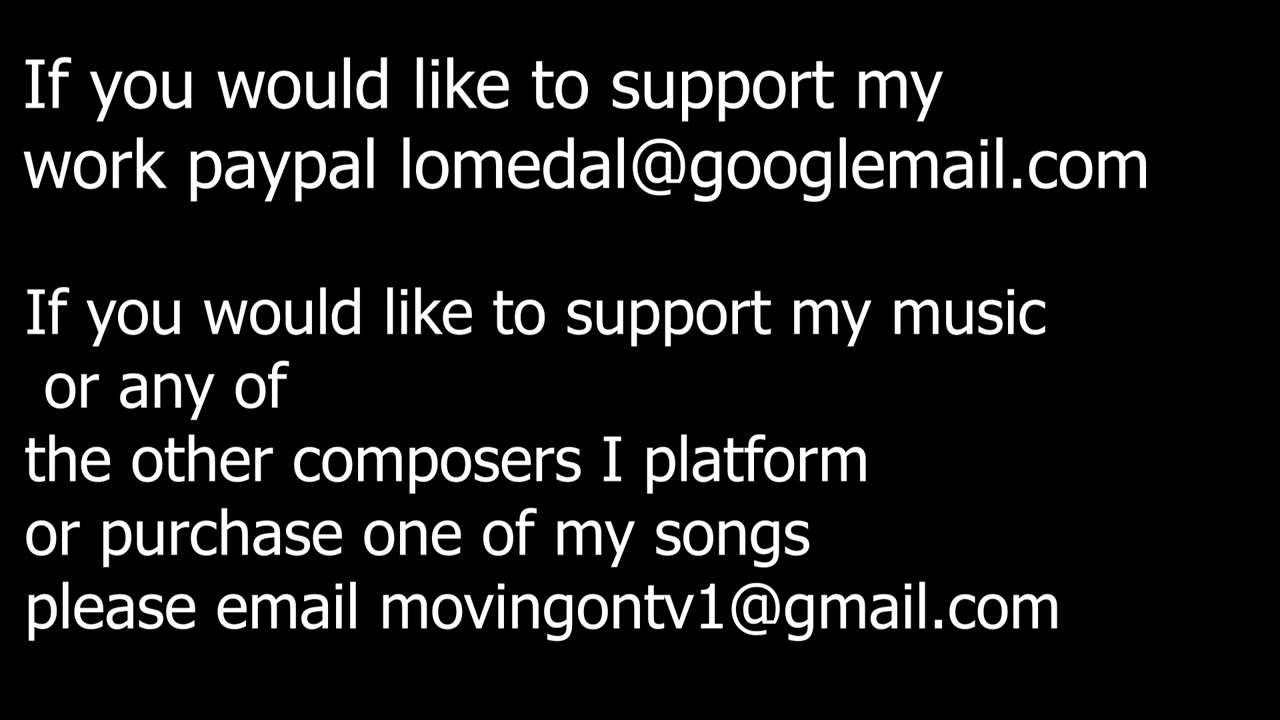 If you would like to support my
work paypal lomedal@googlemail.com
If you would like to support my music
or any of
the other composers I platform
or purchase one of my songs
please email movingontv1@gmail.com